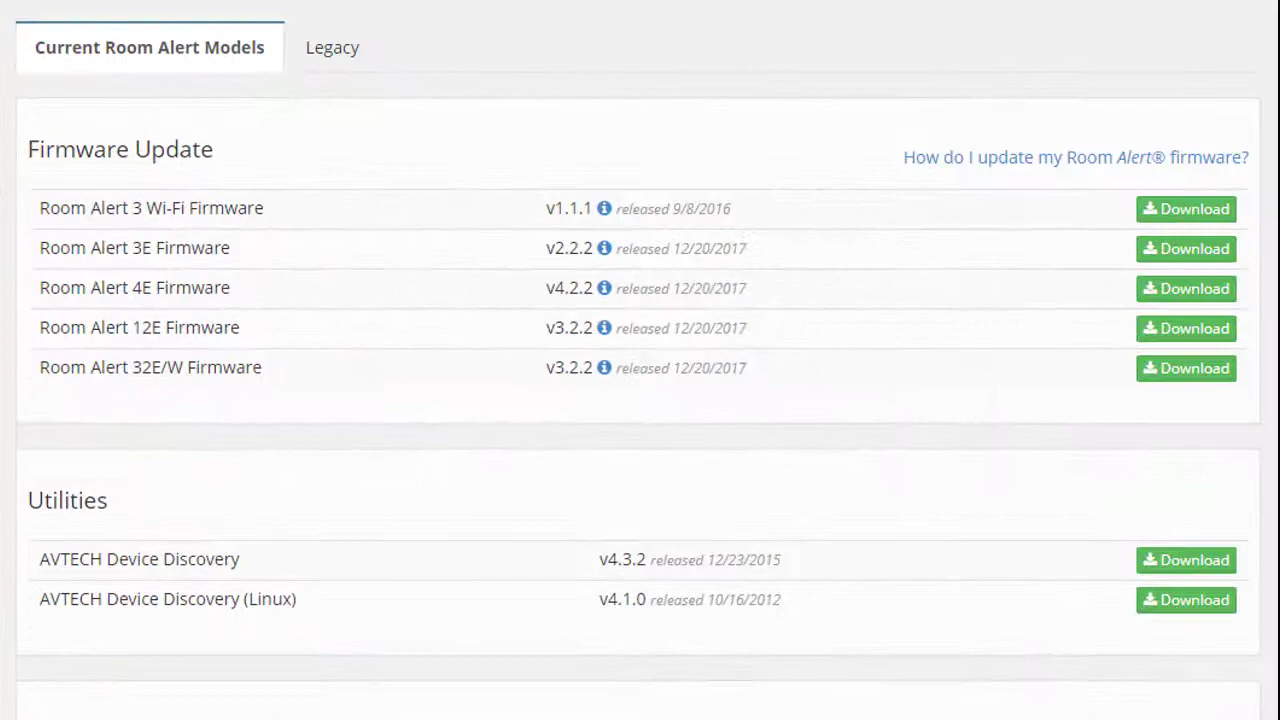 Current Room Alert Models Legacy
Firmware Update
How do I update my Room Alert® firmware?
Room Alert 3 Wi-Fi Firmware v1.1.1 released 9/8/2016 Download
Room Alert 3E Firmware v2.2.2 released 12/20/2017 Download
Room Alert 4E Firmware v4.2.2 released 12/20/2017 Download
Room Alert 12E Firmware v3.2.2 released 12/20/2017 Download
Room Alert 32E/W Firmware v3.2.2 released 12/20/2017 Download
Utilities
AVTECH Device Discovery v4.3.2 released 12/23/2015 Download
AVTECH Device Discovery (Linux) v4.1.0 released 10/16/2012 Download